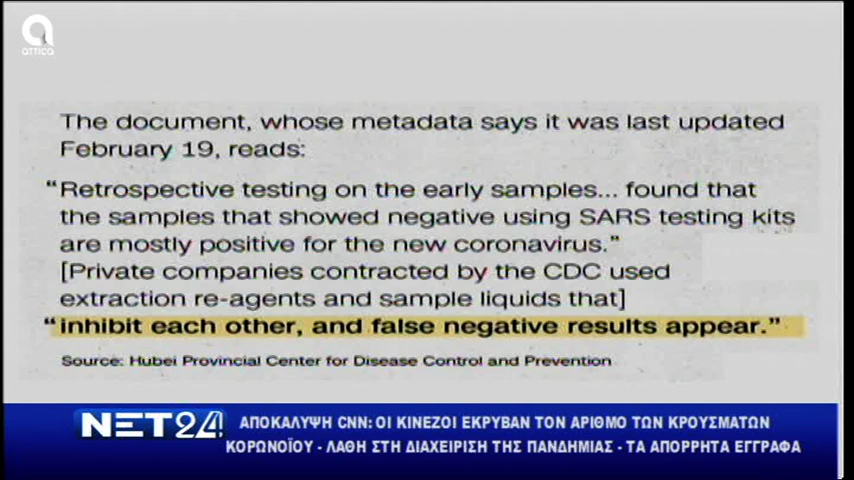 attica
The document, whose metadata says it was last updated
February 19, reads:
“Retrospective testing on the early samples... found that
the samples that showed negative using SARS testing kits
are mostly positive for the new coronavirus.”
[Private companies contracted by the CDC used
extraction re-agents and sample liquids that]
“inhibit each other, and false negative results appear.”
Source: Hubei Provincial Center for Disease Control and Prevention
NET24
ΑΠΟΚΑΛΥΨΗ CNN: ΟΙ ΚΙΝΕΖΟΙ ΕΚΡΥΒΑΝ ΤΟΝ ΑΡΙΘΜΟ ΤΩΝ ΚΡΟΥΣΜΑΤΩΝ
ΚΟΡΩΝΟΪΟΥ - ΛΑΘΗ ΣΤΗ ΔΙΑΧΕΙΡΙΣΗ ΤΗΣ ΠΑΝΔΗΜΙΑΣ - ΤΑ ΑΠΟΡΡΗΤΑ ΕΓΓΡΑΦΑ